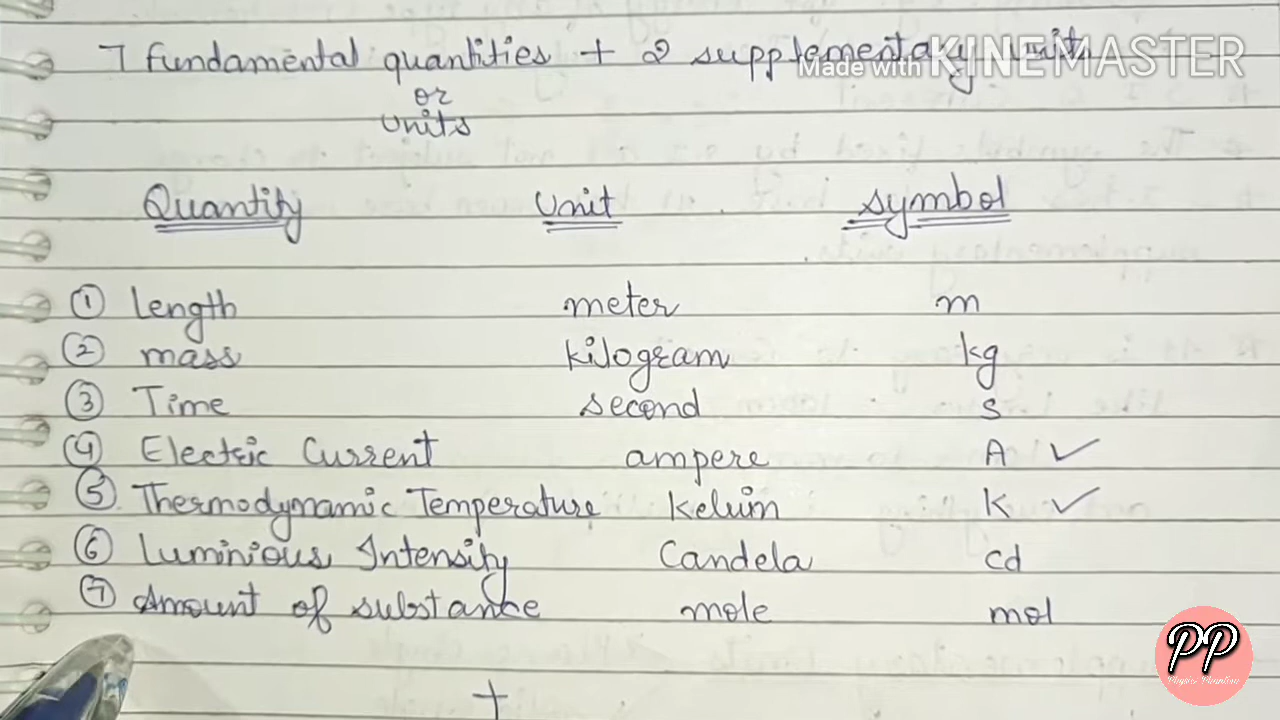 7 fundamental quantities + 2 supplementary units
Made with KINEMASTER
or
units
Quantity Unit Symbol
① Length meter m
② mass kilogram kg
③ Time second s
④ Electric Current ampere A ✓
⑤ Thermodynamic Temperature Kelvin K ✓
⑥ Luminious Intensity Candela cd
⑦ Amount of substance mole mol
+
PP